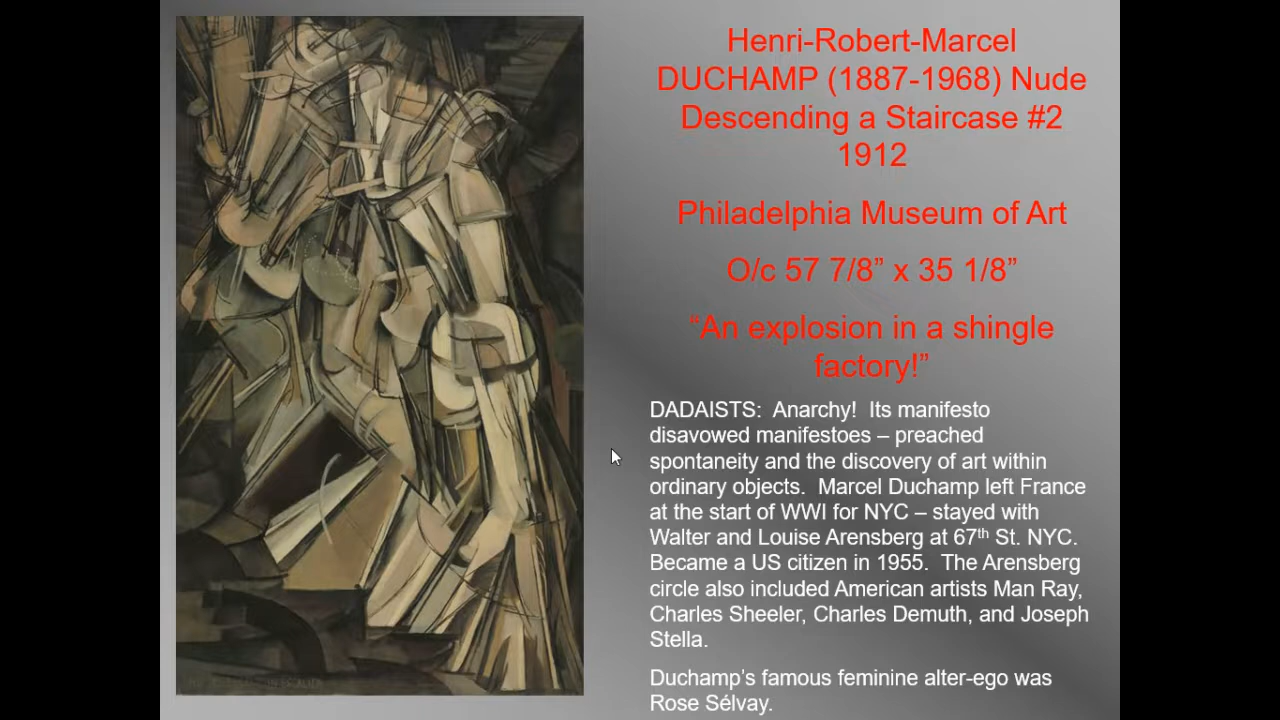 Henri-Robert-Marcel
DUCHAMP (1887-1968) Nude
Descending a Staircase #2
1912
Philadelphia Museum of Art
O/c 57 7/8” x 35 1/8”
“An explosion in a shingle
factory!”
DADAISTS:  Anarchy!  Its manifesto
disavowed manifestoes – preached
spontaneity and the discovery of art within
ordinary objects.  Marcel Duchamp left France
at the start of WWI for NYC – stayed with
Walter and Louise Arensberg at 67th St. NYC.
Became a US citizen in 1955.  The Arensberg
circle also included American artists Man Ray,
Charles Sheeler, Charles Demuth, and Joseph
Stella.
Duchamp’s famous feminine alter-ego was
Rose Sélvay.